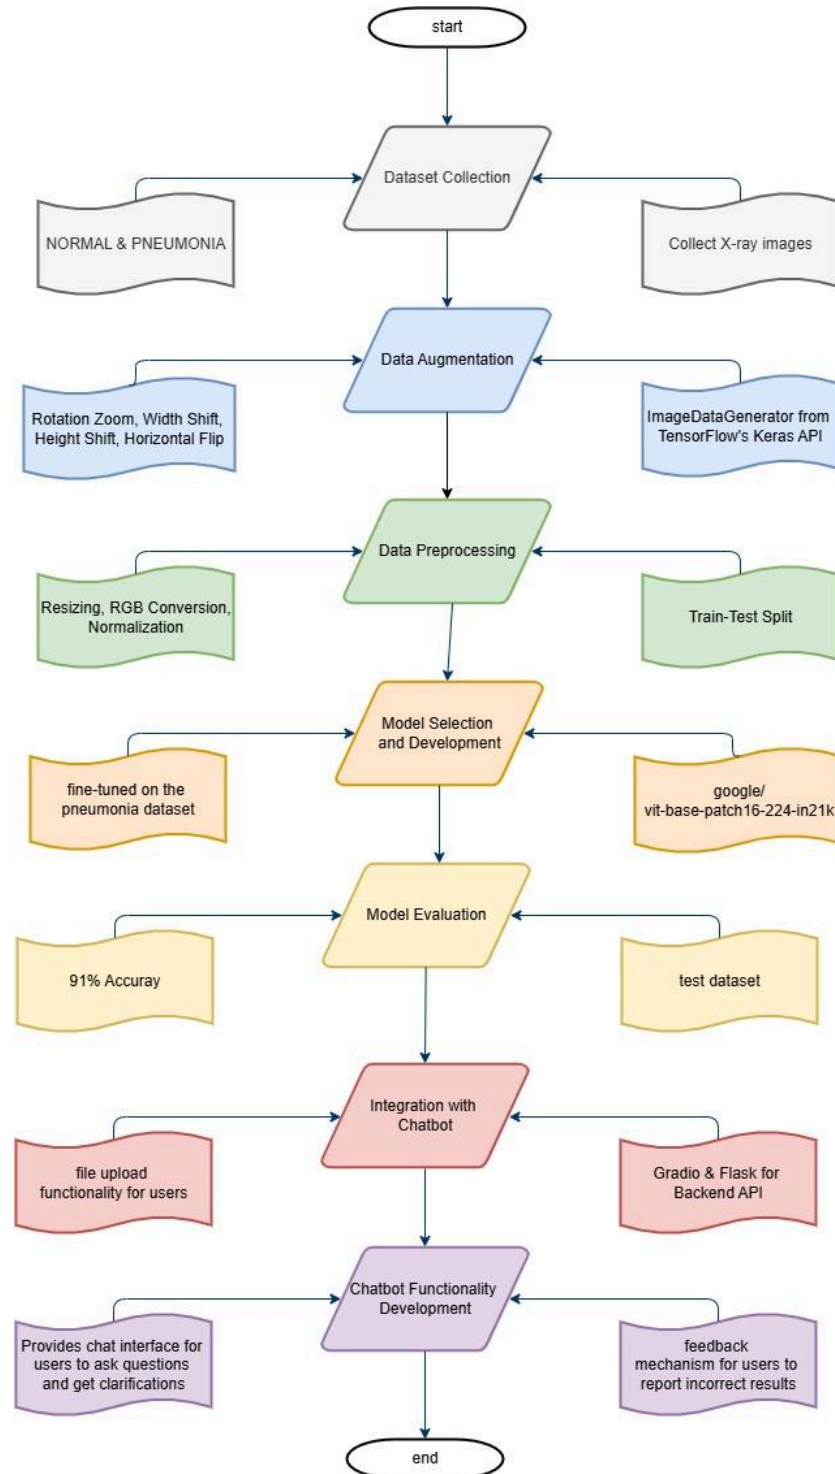 start
Dataset Collection
NORMAL & PNEUMONIA
Collect X-ray images
Data Augmentation
Rotation Zoom, Width Shift,
Height Shift, Horizontal Flip
ImageDataGenerator from
TensorFlow's Keras API
Data Preprocessing
Resizing, RGB Conversion,
Normalization
Train-Test Split
Model Selection
and Development
fine-tuned on the
pneumonia dataset
google/
vit-base-patch16-224-in21k
Model Evaluation
91% Accuray
test dataset
Integration with
Chatbot
file upload
functionality for users
Gradio & Flask for
Backend API
Chatbot Functionality
Development
Provides chat interface for
users to ask questions
and get clarifications
feedback
mechanism for users to
report incorrect results
end